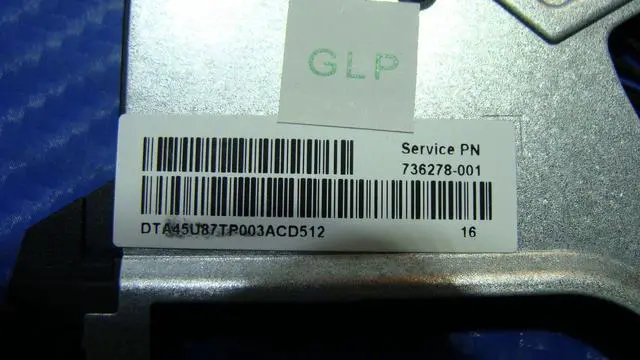 GLP
Service PN
736278-001
DTA45U87TP003ACD512
16